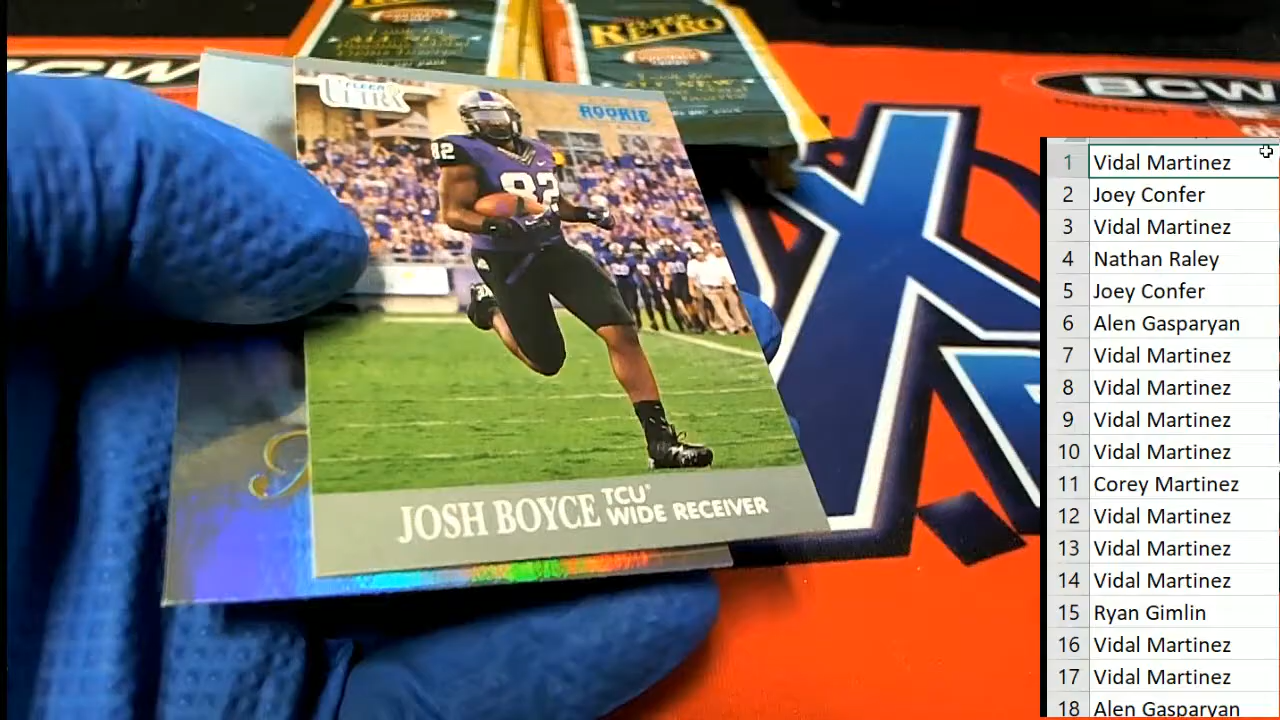 RETRO
BCW
BCW
FLEER
ULTRA
ROOKIE
82
92
JOSH BOYCE TCU
WIDE RECEIVER
1 Vidal Martinez
2 Joey Confer
3 Vidal Martinez
4 Nathan Raley
5 Joey Confer
6 Alen Gasparyan
7 Vidal Martinez
8 Vidal Martinez
9 Vidal Martinez
10 Vidal Martinez
11 Corey Martinez
12 Vidal Martinez
13 Vidal Martinez
14 Vidal Martinez
15 Ryan Gimlin
16 Vidal Martinez
17 Vidal Martinez
18 Alen Gasparyan